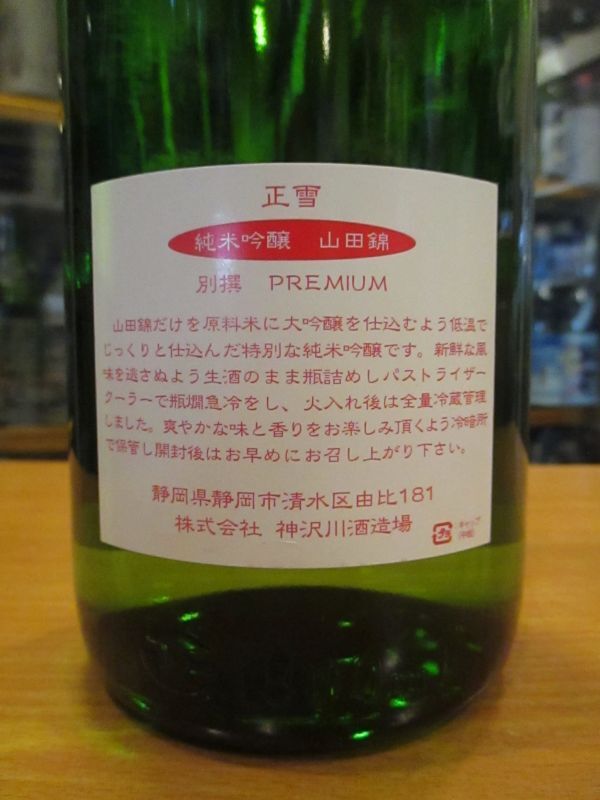 正雪
純米吟醸 山田錦
別撰 PREMIUM
山田錦だけを原料米に大吟醸を仕込むよう低温で
じっくりと仕込んだ特別な純米吟醸です。新鮮な風
味を逃さぬよう生酒のまま瓶詰めしパストライザー
クーラーで瓶燗急冷をし、火入れ後は全量冷蔵管理
しました。爽やかな味と香りをお楽しみ頂くよう冷暗所
で保管し開封後はお早めにお召し上がり下さい。
静岡県静岡市清水区由比181
株式会社 神沢川酒造場
プラ
キャップ